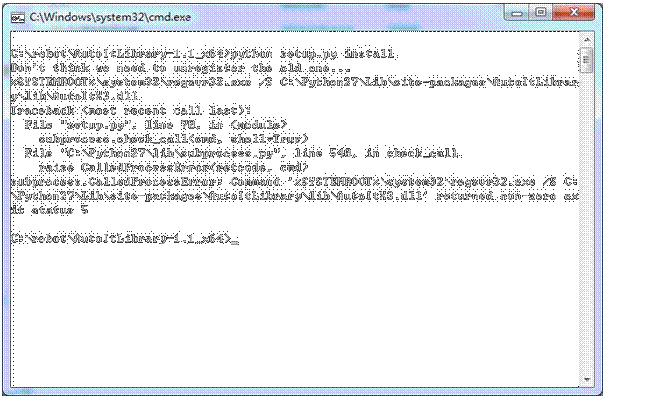 C:\Windows\system32\cmd.exe
C:\robot\AutoItLibrary-1.1_x64>python setup.py install
Don't think we need to unregister the old one...
%SYSTEMROOT%\system32\regsvr32.exe /S C:\Python27\Lib\site-packages\AutoItLibrar
y\lib\AutoItX3.dll
Traceback (most recent call last):
  File "setup.py", line 78, in <module>
    subprocess.check_call(cmd, shell=True)
  File "C:\Python27\lib\subprocess.py", line 540, in check_call
    raise CalledProcessError(retcode, cmd)
subprocess.CalledProcessError: Command '%SYSTEMROOT%\system32\regsvr32.exe /S C:
\Python27\Lib\site-packages\AutoItLibrary\lib\AutoItX3.dll' returned non-zero ex
it status 5
C:\robot\AutoItLibrary-1.1_x64>_